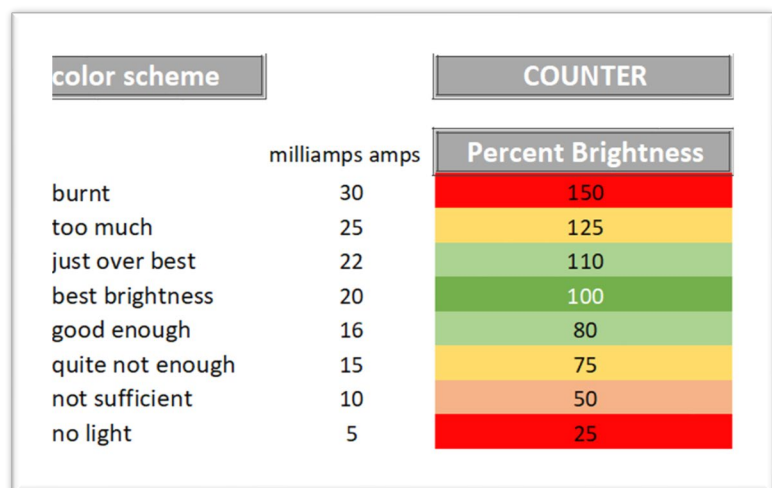 color scheme COUNTER
milliamps amps Percent Brightness
burnt 30 150
too much 25 125
just over best 22 110
best brightness 20 100
good enough 16 80
quite not enough 15 75
not sufficient 10 50
no light 5 25